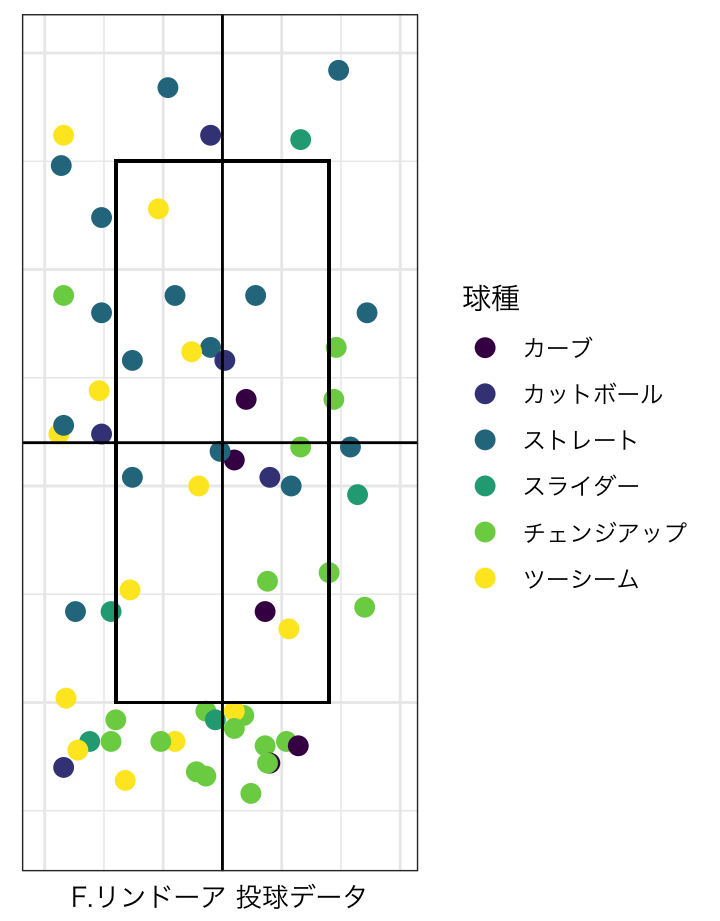 球種
カーブ
カットボール
ストレート
スライダー
チェンジアップ
ツーシーム
F.リンドーア 投球データ